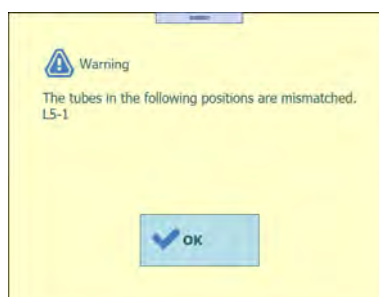 Warning
The tubes in the following positions are mismatched.
L5-1
OK